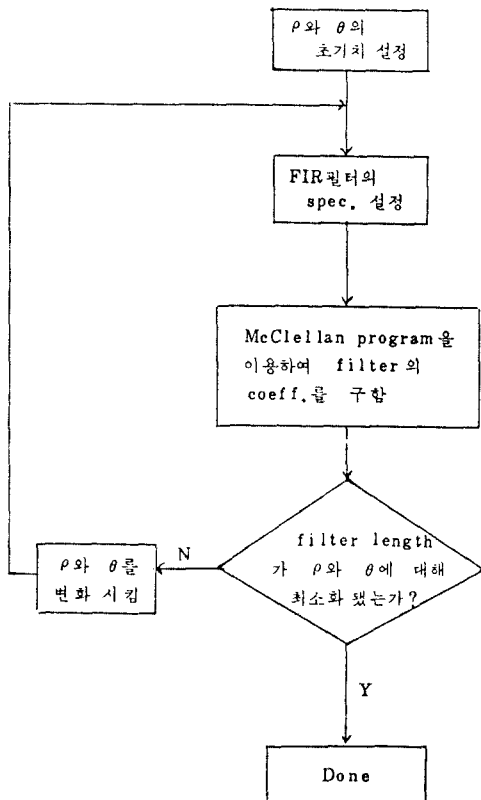 ρ와 θ의
초기치 설정
FIR필터의
spec. 설정
McClellan program을
이용하여 filter의
coeff.를 구함
filter length
가 ρ와 θ에 대해
최소화 됐는가?
N
ρ와 θ를
변화 시킴
Y
Done